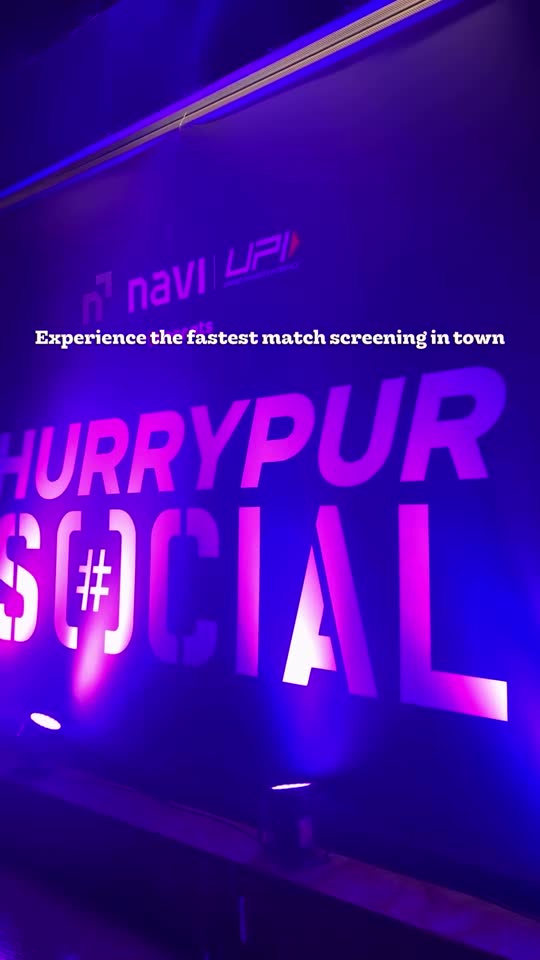 navi | UPI
Experience the fastest match screening in town
HURRYPUR
S[#]CIAL